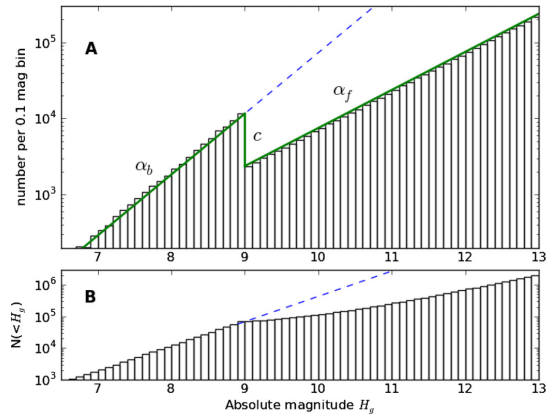 number per 0.1 mag bin
10^5
10^4
10^3
A
α_b
c
α_f
7 8 9 10 11 12 13
N(<H_g)
10^6
10^5
10^4
10^3
B
7 8 9 10 11 12 13
Absolute magnitude H_g